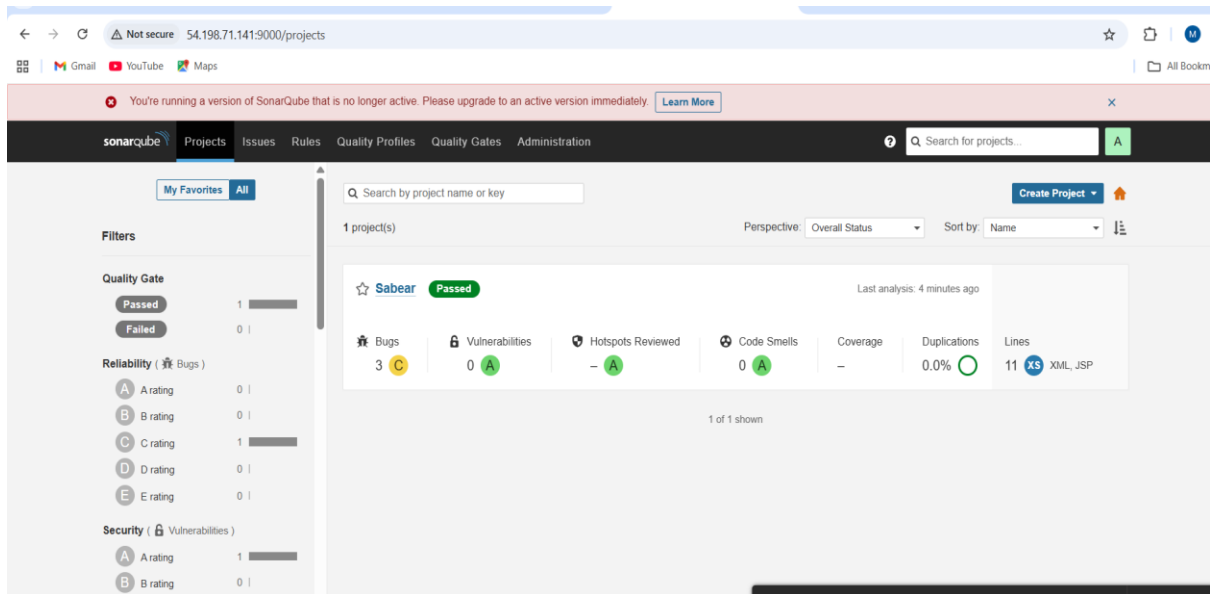 Not secure 54.198.71.141:9000/projects
M
Gmail YouTube Maps All Bookm
You're running a version of SonarQube that is no longer active. Please upgrade to an active version immediately. Learn More
sonarqube Projects Issues Rules Quality Profiles Quality Gates Administration ? Search for projects... A
My Favorites All
Search by project name or key Create Project
1 project(s) Perspective: Overall Status Sort by: Name
Filters
Quality Gate
Passed 1
Failed 0
Reliability ( Bugs )
A A rating 0
B B rating 0
C C rating 1
D D rating 0
E E rating 0
Security ( Vulnerabilities )
A A rating 1
B B rating 0
Sabear Passed Last analysis: 4 minutes ago
Bugs Vulnerabilities Hotspots Reviewed Code Smells Coverage Duplications Lines
3 C 0 A – A 0 A – 0.0% 11 XS XML, JSP
1 of 1 shown